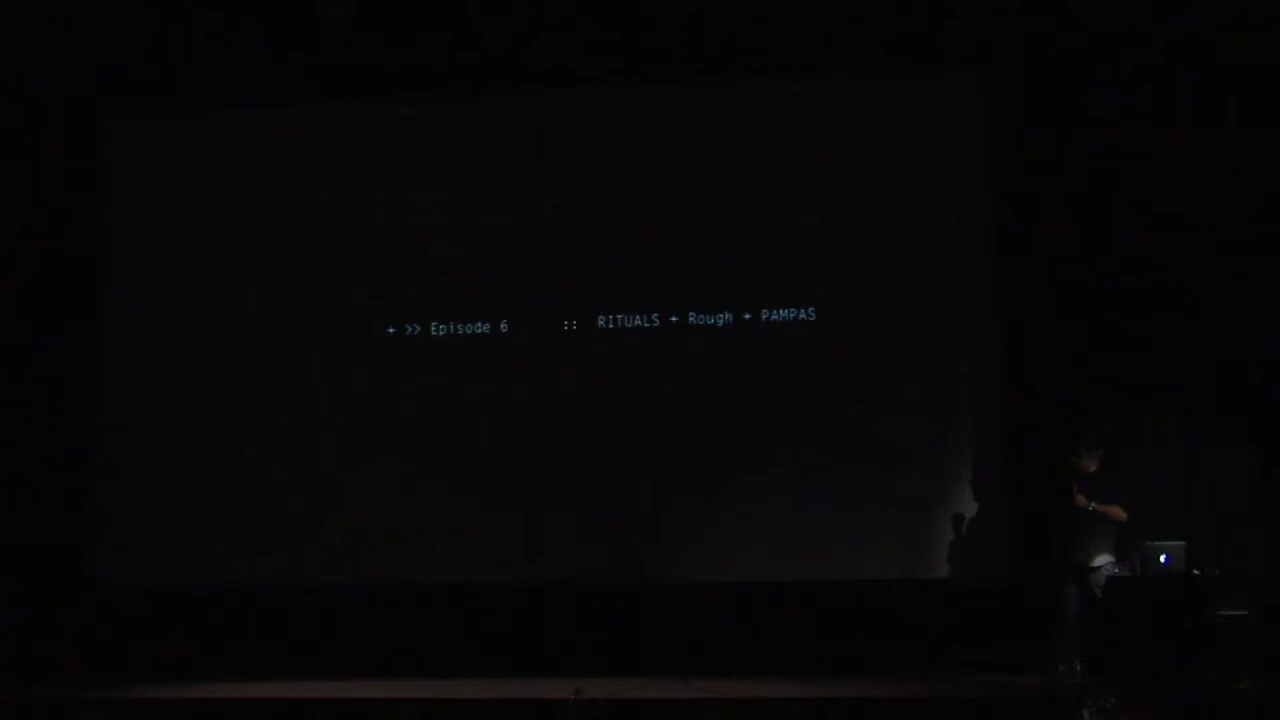 + >> Episode 6 :: RITUALS + Rough + PAMPAS